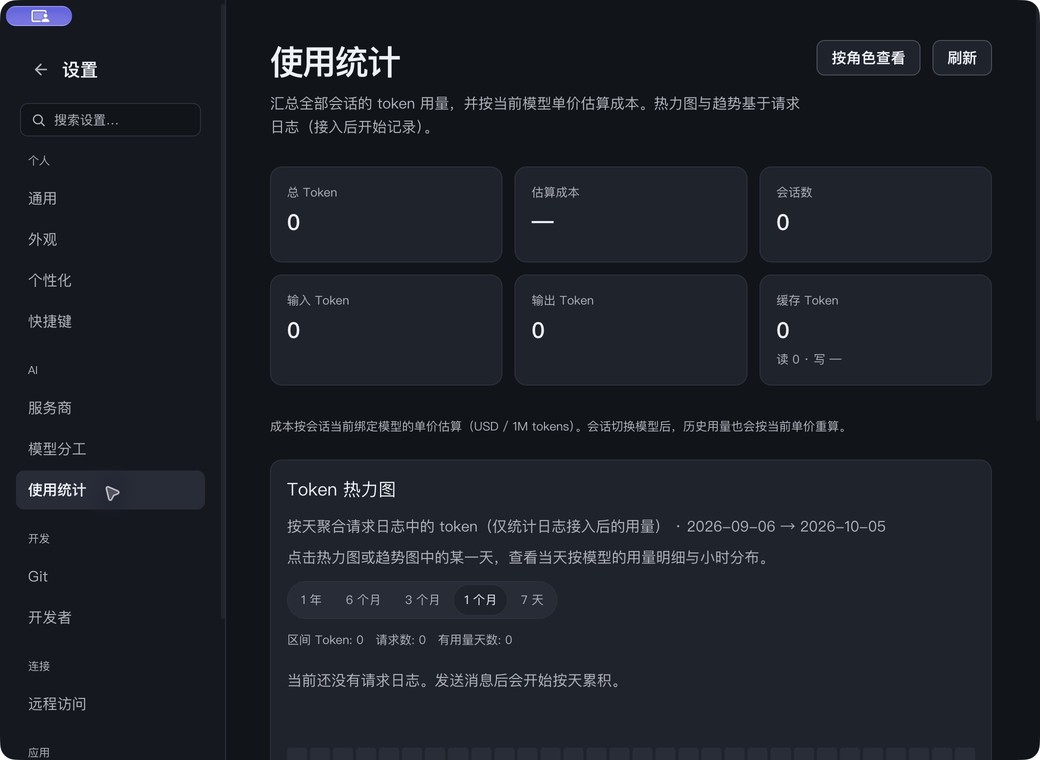 设置
搜索设置...
个人
通用
外观
个性化
快捷键
AI
服务商
模型分工
使用统计
开发
Git
开发者
连接
远程访问
应用
使用统计
按角色查看
刷新
汇总全部会话的 token 用量，并按当前模型单价估算成本。热力图与趋势基于请求
日志（接入后开始记录）。
总 Token
0
估算成本
—
会话数
0
输入 Token
0
输出 Token
0
缓存 Token
0
读 0 · 写 —
成本按会话当前绑定模型的单价估算（USD / 1M tokens）。会话切换模型后，历史用量也会按当前单价重算。
Token 热力图
按天聚合请求日志中的 token（仅统计日志接入后的用量） · 2026-09-06 → 2026-10-05
点击热力图或趋势图中的某一天，查看当天按模型的用量明细与小时分布。
1 年 6 个月 3 个月 1 个月 7 天
区间 Token: 0 请求数: 0 有用量天数: 0
当前还没有请求日志。发送消息后会开始按天累积。